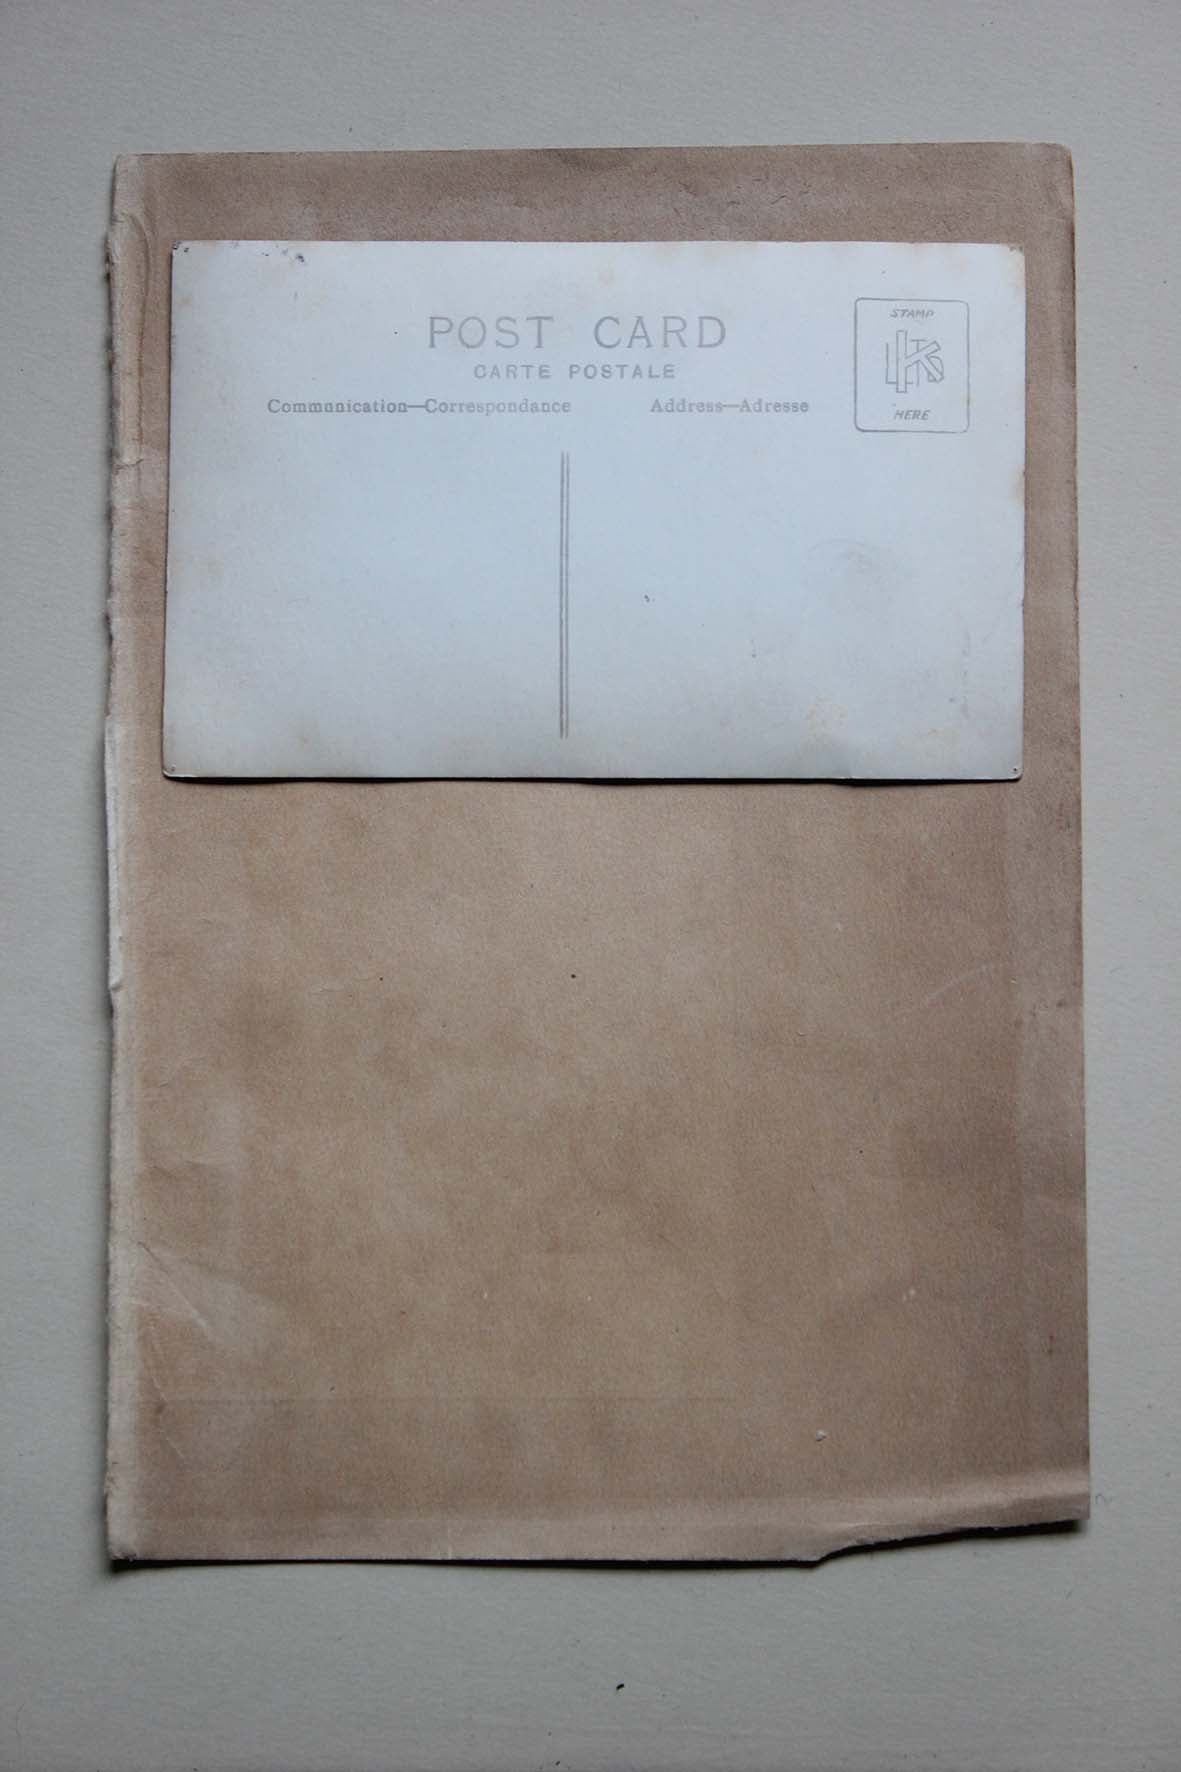 POST CARD
CARTE POSTALE
Communication—Correspondance
Address—Adresse
STAMP
HERE